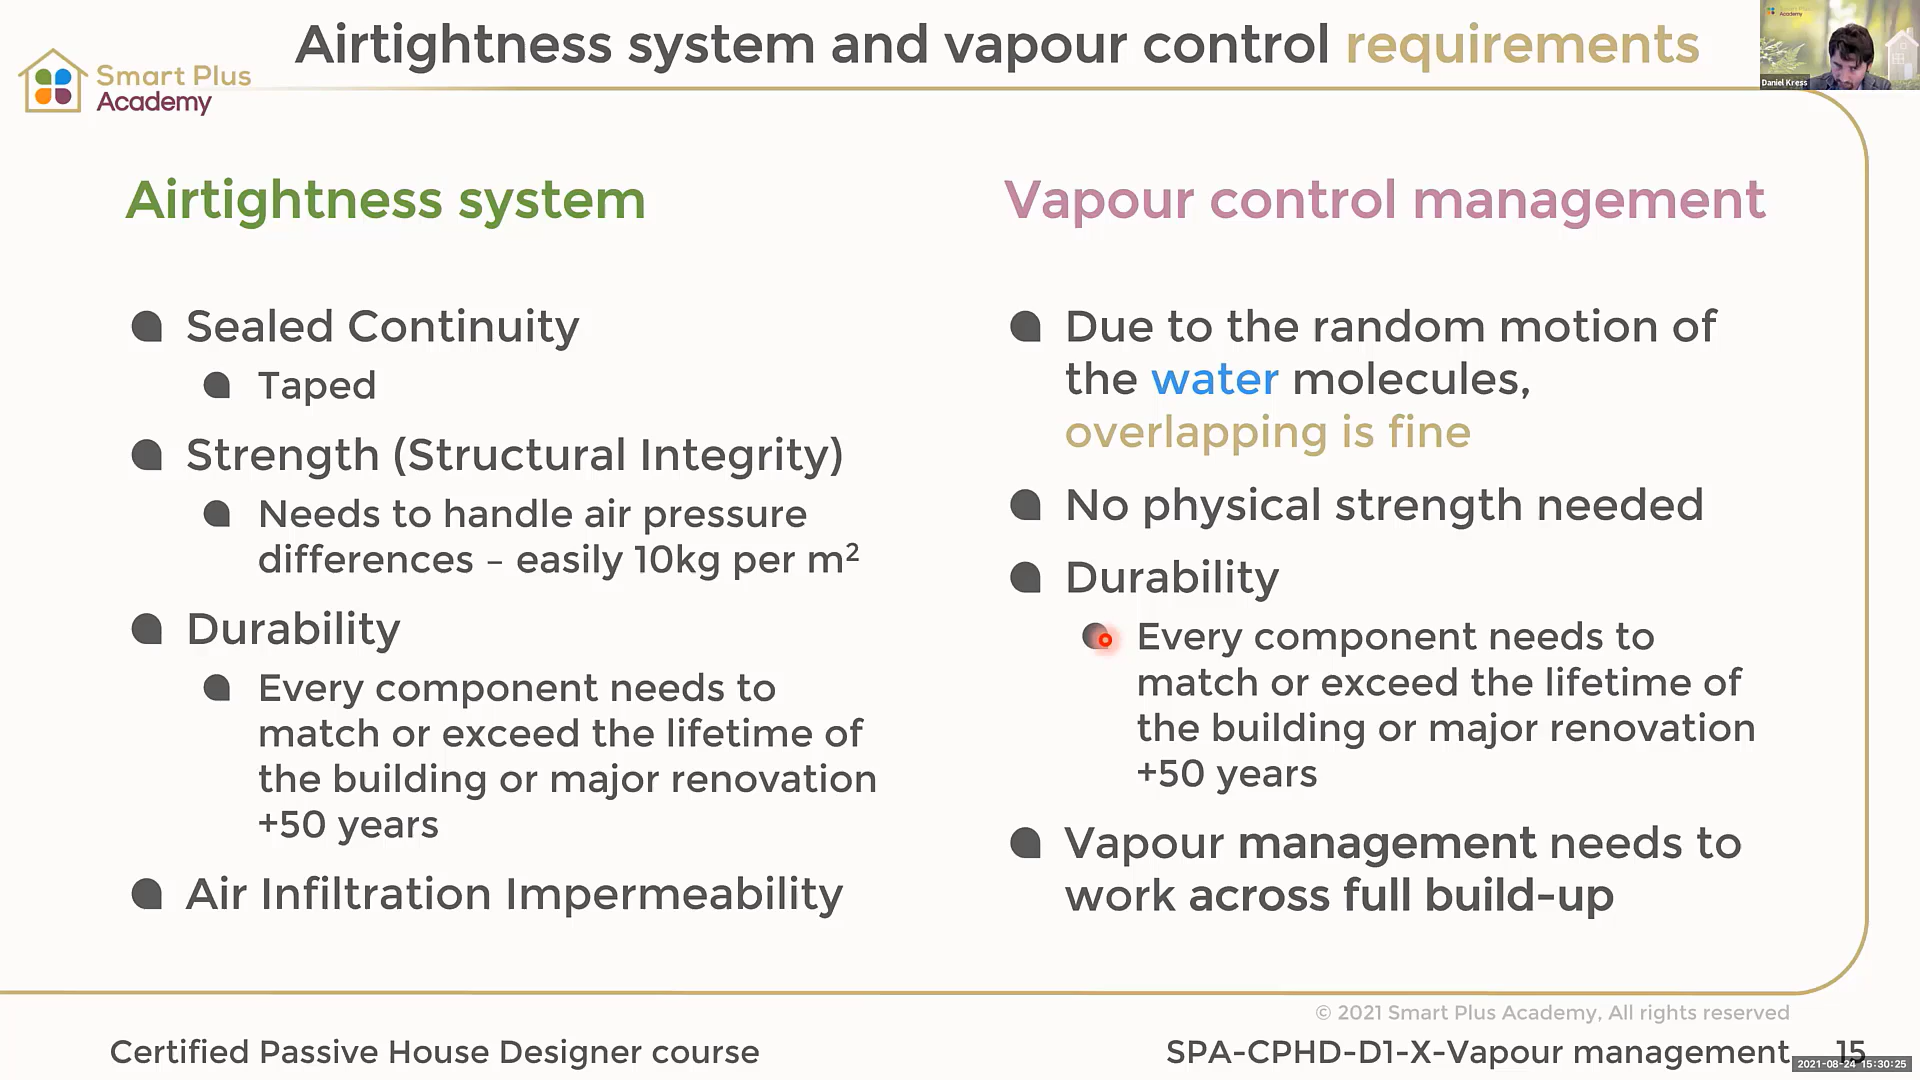 Airtightness system and vapour control requirements
Smart Plus
Academy
Academy
Daniel Kress
Airtightness system
Sealed Continuity
Taped
Strength (Structural Integrity)
Needs to handle air pressure
differences – easily 10kg per m²
Durability
Every component needs to
match or exceed the lifetime of
the building or major renovation
+50 years
Air Infiltration Impermeability
Vapour control management
Due to the random motion of
the water molecules,
overlapping is fine
No physical strength needed
Durability
Every component needs to
match or exceed the lifetime of
the building or major renovation
+50 years
Vapour management needs to
work across full build-up
© 2021 Smart Plus Academy, All rights reserved
Certified Passive House Designer course
SPA-CPHD-D1-X-Vapour management
15
2021-08-24 15:30:25